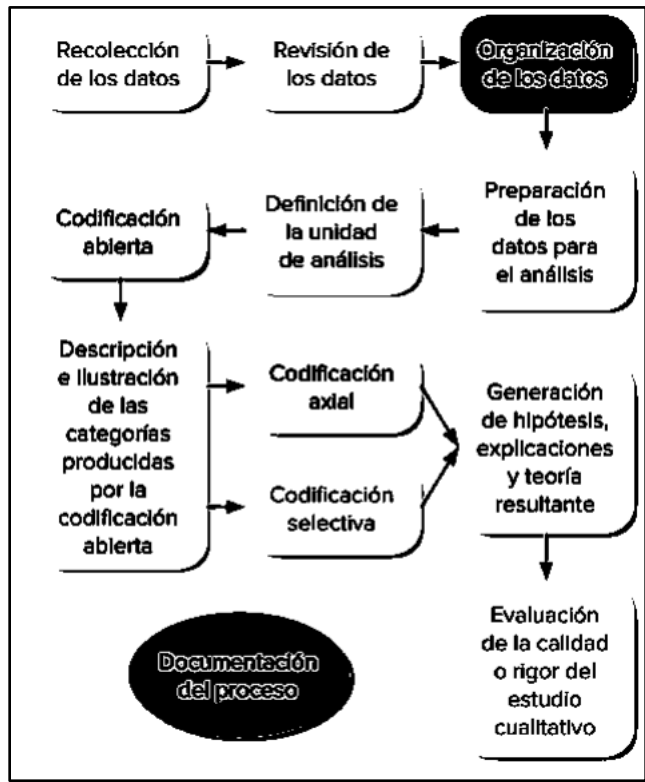 Recolección
de los datos
Revisión de
los datos
Organización
de los datos
Preparación
de los
datos para
el análisis
Definición de
la unidad
de análisis
Codificación
abierta
Descripción
e ilustración
de las
categorías
producidas
por la
codificación
abierta
Codificación
axial
Codificación
selectiva
Generación
de hipótesis,
explicaciones
y teoría
resultante
Evaluación
de la calidad
o rigor del
estudio
cualitativo
Documentación
del proceso